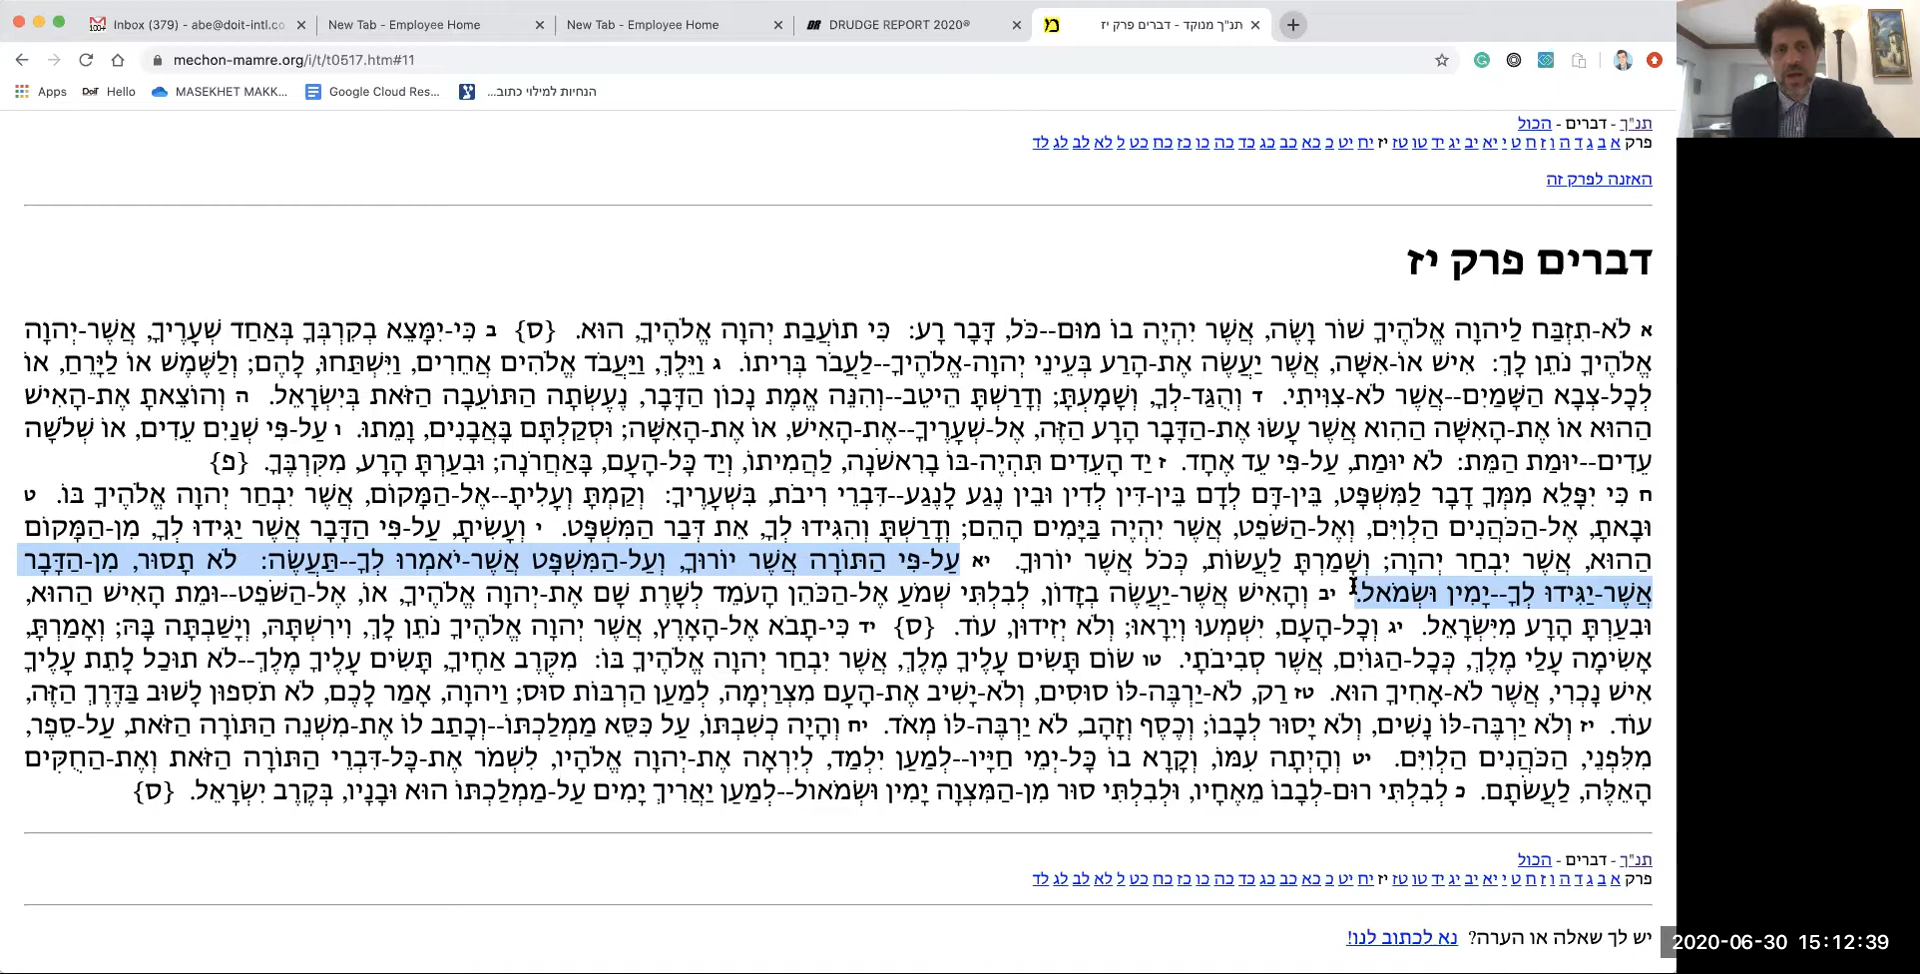 Inbox (379) - abe@doit-intl.co
New Tab - Employee Home
New Tab - Employee Home
DRUDGE REPORT 2020®
תנ"ך מנוקד - דברים פרק יז
mechon-mamre.org/i/t/t0517.htm#11
Apps
DoiT Hello
MASEKHET MAKK...
Google Cloud Res...
הנחיות למילוי כתוב...
תנ"ך - דברים - הכול
פרק א ב ג ד ה ו ז ח ט י יא יב יג יד טו טז יז יח יט כ כא כב כג כד כה כו כז כח כט ל לא לב לג לד
האזנה לפרק זה
דברים פרק יז
א לֹא-תִזְבַּח לַיהוָה אֱלֹהֶיךָ שׁוֹר וָשֶׂה, אֲשֶׁר יִהְיֶה בוֹ מוּם--כֹּל, דָּבָר רָע: כִּי תוֹעֲבַת יְהוָה אֱלֹהֶיךָ, הוּא. {ס} ב כִּי-יִמָּצֵא בְקִרְבְּךָ בְּאַחַד שְׁעָרֶיךָ, אֲשֶׁר-יְהוָה
אֱלֹהֶיךָ נֹתֵן לָךְ: אִישׁ אוֹ-אִשָּׁה, אֲשֶׁר יַעֲשֶׂה אֶת-הָרַע בְּעֵינֵי יְהוָה-אֱלֹהֶיךָ--לַעֲבֹר בְּרִיתוֹ. ג וַיֵּלֶךְ, וַיַּעֲבֹד אֱלֹהִים אֲחֵרִים, וַיִּשְׁתַּחוּ, לָהֶם; וְלַשֶּׁמֶשׁ אוֹ לַיָּרֵחַ, אוֹ
לְכָל-צְבָא הַשָּׁמַיִם--אֲשֶׁר לֹא-צִוִּיתִי. ד וְהֻגַּד-לְךָ, וְשָׁמָעְתָּ; וְדָרַשְׁתָּ הֵיטֵב--וְהִנֵּה אֱמֶת נָכוֹן הַדָּבָר, נֶעֶשְׂתָה הַתּוֹעֵבָה הַזֹּאת בְּיִשְׂרָאֵל. ה וְהוֹצֵאתָ אֶת-הָאִישׁ
הַהוּא אוֹ אֶת-הָאִשָּׁה הַהִוא אֲשֶׁר עָשׂוּ אֶת-הַדָּבָר הָרָע הַזֶּה, אֶל-שְׁעָרֶיךָ--אֶת-הָאִישׁ, אוֹ אֶת-הָאִשָּׁה; וּסְקַלְתָּם בָּאֲבָנִים, וָמֵתוּ. ו עַל-פִּי שְׁנַיִם עֵדִים, אוֹ שְׁלֹשָׁה
עֵדִים--יוּמַת הַמֵּת: לֹא יוּמַת, עַל-פִּי עֵד אֶחָד. ז יַד הָעֵדִים תִּהְיֶה-בּוֹ בָרִאשֹׁנָה, לַהֲמִיתוֹ, וְיַד כָּל-הָעָם, בָּאַחֲרֹנָה; וּבִעַרְתָּ הָרָע, מִקִּרְבֶּךָ. {פ}
ח כִּי יִפָּלֵא מִמְּךָ דָבָר לַמִּשְׁפָּט, בֵּין-דָּם לְדָם בֵּין-דִּין לְדִין וּבֵין נֶגַע לָנֶגַע--דִּבְרֵי רִיבֹת, בִּשְׁעָרֶיךָ: וְקַמְתָּ וְעָלִיתָ--אֶל-הַמָּקוֹם, אֲשֶׁר יִבְחַר יְהוָה אֱלֹהֶיךָ בּוֹ. ט
וּבָאתָ, אֶל-הַכֹּהֲנִים הַלְוִיִּם, וְאֶל-הַשֹּׁפֵט, אֲשֶׁר יִהְיֶה בַּיָּמִים הָהֵם; וְדָרַשְׁתָּ וְהִגִּידוּ לְךָ, אֵת דְּבַר הַמִּשְׁפָּט. י וְעָשִׂיתָ, עַל-פִּי הַדָּבָר אֲשֶׁר יַגִּידוּ לְךָ, מִן-הַמָּקוֹם
הַהוּא, אֲשֶׁר יִבְחַר יְהוָה; וְשָׁמַרְתָּ לַעֲשׂוֹת, כְּכֹל אֲשֶׁר יוֹרוּךָ. יא עַל-פִּי הַתּוֹרָה אֲשֶׁר יוֹרוּךָ, וְעַל-הַמִּשְׁפָּט אֲשֶׁר-יֹאמְרוּ לְךָ--תַּעֲשֶׂה: לֹא תָסוּר, מִן-הַדָּבָר
אֲשֶׁר-יַגִּידוּ לְךָ--יָמִין וּשְׂמֹאל. יב וְהָאִישׁ אֲשֶׁר-יַעֲשֶׂה בְזָדוֹן, לְבִלְתִּי שְׁמֹעַ אֶל-הַכֹּהֵן הָעֹמֵד לְשָׁרֶת שָׁם אֶת-יְהוָה אֱלֹהֶיךָ, אוֹ, אֶל-הַשֹּׁפֵט--וּמֵת הָאִישׁ הַהוּא,
וּבִעַרְתָּ הָרָע מִיִּשְׂרָאֵל. יג וְכָל-הָעָם, יִשְׁמְעוּ וְיִרָאוּ; וְלֹא יְזִידוּן, עוֹד. {ס} יד כִּי-תָבֹא אֶל-הָאָרֶץ, אֲשֶׁר יְהוָה אֱלֹהֶיךָ נֹתֵן לָךְ, וִירִשְׁתָּהּ, וְיָשַׁבְתָּה בָּהּ; וְאָמַרְתָּ,
אָשִׂימָה עָלַי מֶלֶךְ, כְּכָל-הַגּוֹיִם, אֲשֶׁר סְבִיבֹתָי. טו שׂוֹם תָּשִׂים עָלֶיךָ מֶלֶךְ, אֲשֶׁר יִבְחַר יְהוָה אֱלֹהֶיךָ בּוֹ: מִקֶּרֶב אַחֶיךָ, תָּשִׂים עָלֶיךָ מֶלֶךְ--לֹא תוּכַל לָתֵת עָלֶיךָ
אִישׁ נָכְרִי, אֲשֶׁר לֹא-אָחִיךָ הוּא. טז רַק, לֹא-יַרְבֶּה-לּוֹ סוּסִים, וְלֹא-יָשִׁיב אֶת-הָעָם מִצְרַיְמָה, לְמַעַן הַרְבּוֹת סוּס; וַיהוָה, אָמַר לָכֶם, לֹא תֹסִפוּן לָשׁוּב בַּדֶּרֶךְ הַזֶּה,
עוֹד. יז וְלֹא יַרְבֶּה-לּוֹ נָשִׁים, וְלֹא יָסוּר לְבָבוֹ; וְכֶסֶף וְזָהָב, לֹא יַרְבֶּה-לּוֹ מְאֹד. יח וְהָיָה כְשִׁבְתּוֹ, עַל כִּסֵּא מַמְלַכְתּוֹ--וְכָתַב לוֹ אֶת-מִשְׁנֵה הַתּוֹרָה הַזֹּאת, עַל-סֵפֶר,
מִלִּפְנֵי, הַכֹּהֲנִים הַלְוִיִּם. יט וְהָיְתָה עִמּוֹ, וְקָרָא בוֹ כָּל-יְמֵי חַיָּיו--לְמַעַן יִלְמַד, לְיִרְאָה אֶת-יְהוָה אֱלֹהָיו, לִשְׁמֹר אֶת-כָּל-דִּבְרֵי הַתּוֹרָה הַזֹּאת וְאֶת-הַחֻקִּים
הָאֵלֶּה, לַעֲשֹׂתָם. כ לְבִלְתִּי רוּם-לְבָבוֹ מֵאֶחָיו, וּלְבִלְתִּי סוּר מִן-הַמִּצְוָה יָמִין וּשְׂמֹאול--לְמַעַן יַאֲרִיךְ יָמִים עַל-מַמְלַכְתּוֹ הוּא וּבָנָיו, בְּקֶרֶב יִשְׂרָאֵל. {ס}
תנ"ך - דברים - הכול
פרק א ב ג ד ה ו ז ח ט י יא יב יג יד טו טז יז יח יט כ כא כב כג כד כה כו כז כח כט ל לא לב לג לד
יש לך שאלה או הערה? נא לכתוב לנו!
2020-06-30 15:12:39